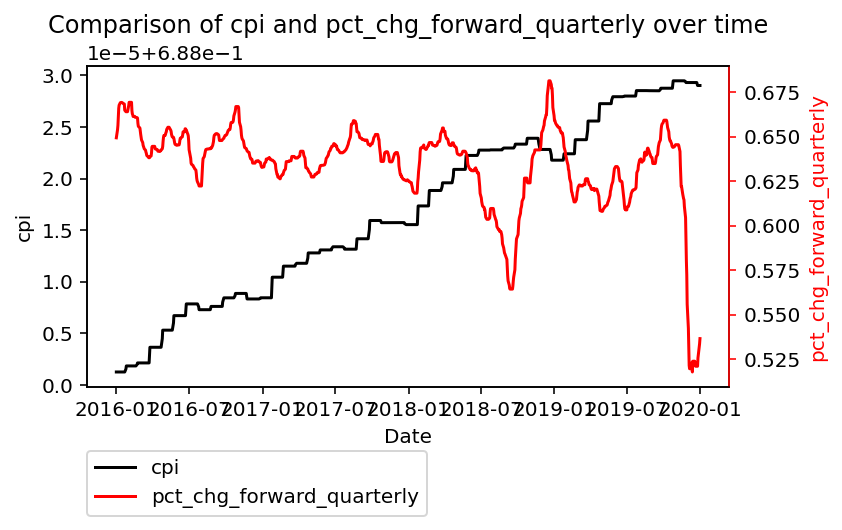 Comparison of cpi and pct_chg_forward_quarterly over time
1e−5+6.88e−1
3.0
2.5
2.0
1.5
1.0
0.5
0.0
cpi
0.675
0.650
0.625
0.600
0.575
0.550
0.525
pct_chg_forward_quarterly
2016-01 2016-07 2017-01 2017-07 2018-01 2018-07 2019-01 2019-07 2020-01
Date
cpi
pct_chg_forward_quarterly